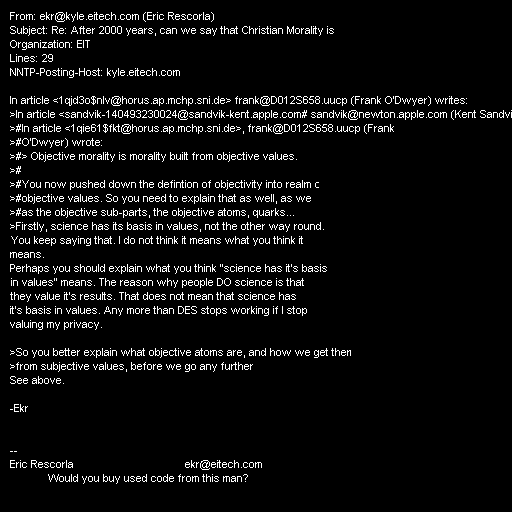 From: ekr@kyle.eitech.com (Eric Rescorla)
Subject: Re: After 2000 years, can we say that Christian Morality is
Organization: EIT
Lines: 29
NNTP-Posting-Host: kyle.eitech.com

In article <1qjd3o$nlv@horus.ap.mchp.sni.de> frank@D012S658.uucp (Frank O'Dwyer) writes:
>In article <sandvik-140493230024@sandvik-kent.apple.com# sandvik@newton.apple.com (Kent Sandvi
>#In article <1qie61$fkt@horus.ap.mchp.sni.de>, frank@D012S658.uucp (Frank
>#O'Dwyer) wrote:
>#> Objective morality is morality built from objective values.
>#
>#You now pushed down the defintion of objectivity into realm c
>#objective values. So you need to explain that as well, as we
>#as the objective sub-parts, the objective atoms, quarks...
>Firstly, science has its basis in values, not the other way round.
You keep saying that. I do not think it means what you think it
means.
Perhaps you should explain what you think "science has it's basis
in values" means. The reason why people DO science is that
they value it's results. That does not mean that science has
it's basis in values. Any more than DES stops working if I stop
valuing my privacy.

>So you better explain what objective atoms are, and how we get then
>from subjective values, before we go any further
See above.

-Ekr

--
Eric Rescorla ekr@eitech.com
Would you buy used code from this man?